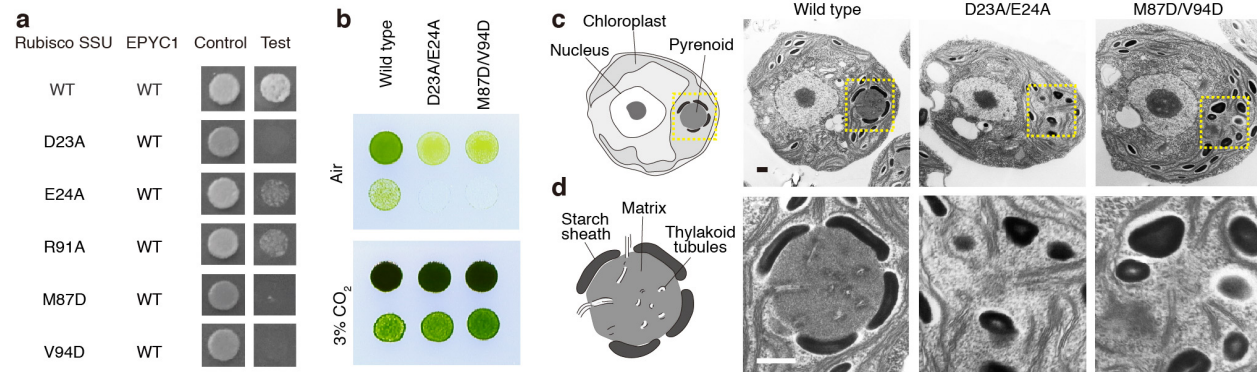 a
Rubisco SSU EPYC1 Control Test
WT WT
D23A WT
E24A WT
R91A WT
M87D WT
V94D WT
b
Wild type
D23A/E24A
M87D/V94D
Air
3% CO₂
c
Chloroplast
Nucleus
Pyrenoid
Wild type
D23A/E24A
M87D/V94D
d
Starch
sheath
Matrix
Thylakoid
tubules